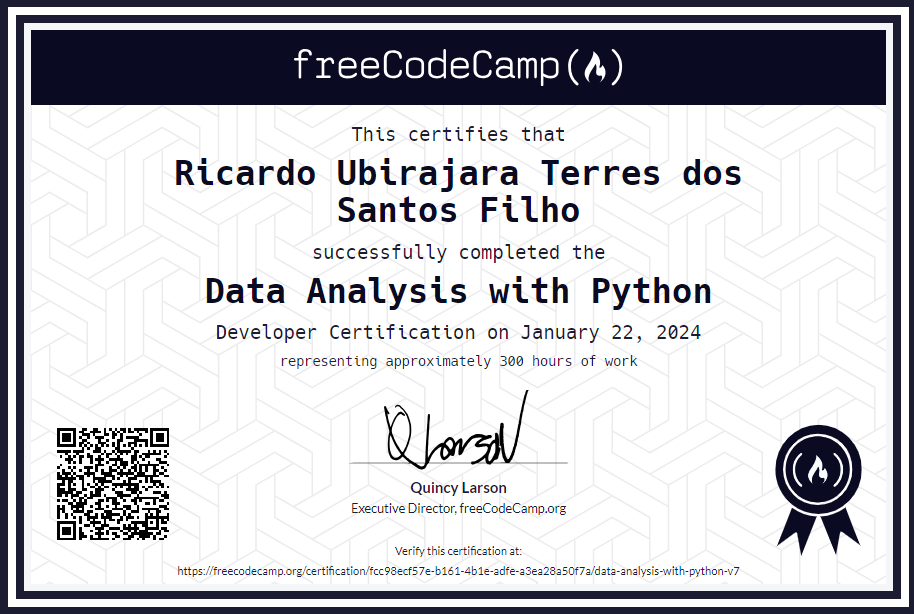 freeCodeCamp
This certifies that
Ricardo Ubirajara Terres dos
Santos Filho
successfully completed the
Data Analysis with Python
Developer Certification on January 22, 2024
representing approximately 300 hours of work
Quincy Larson
Executive Director, freeCodeCamp.org
Verify this certification at:
https://freecodecamp.org/certification/fcc98ecf57e-b161-4b1e-adfe-a3ea28a50f7a/data-analysis-with-python-v7